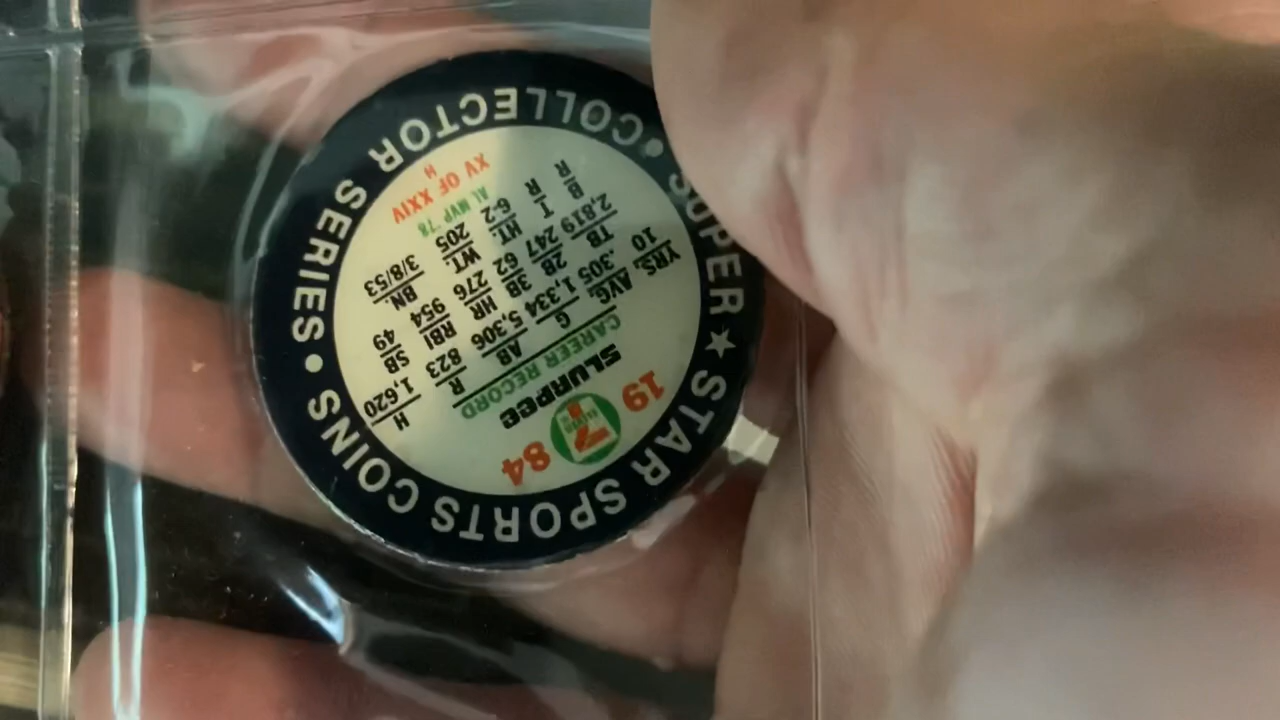 SUPER ★ STAR SPORTS COINS • COLLECTOR SERIES •
19 7 84
SLURPEE
CAREER RECORD
YRS. AVG. G AB R H
10 .305 1,334 5,306 823 1,620
TB 2B 3B HR RBI SB
2,819 247 62 276 954 49
B T HT. WT. BN
R R 6-2 205 3/8/53
AL MVP '78
XV OF XXIV
H